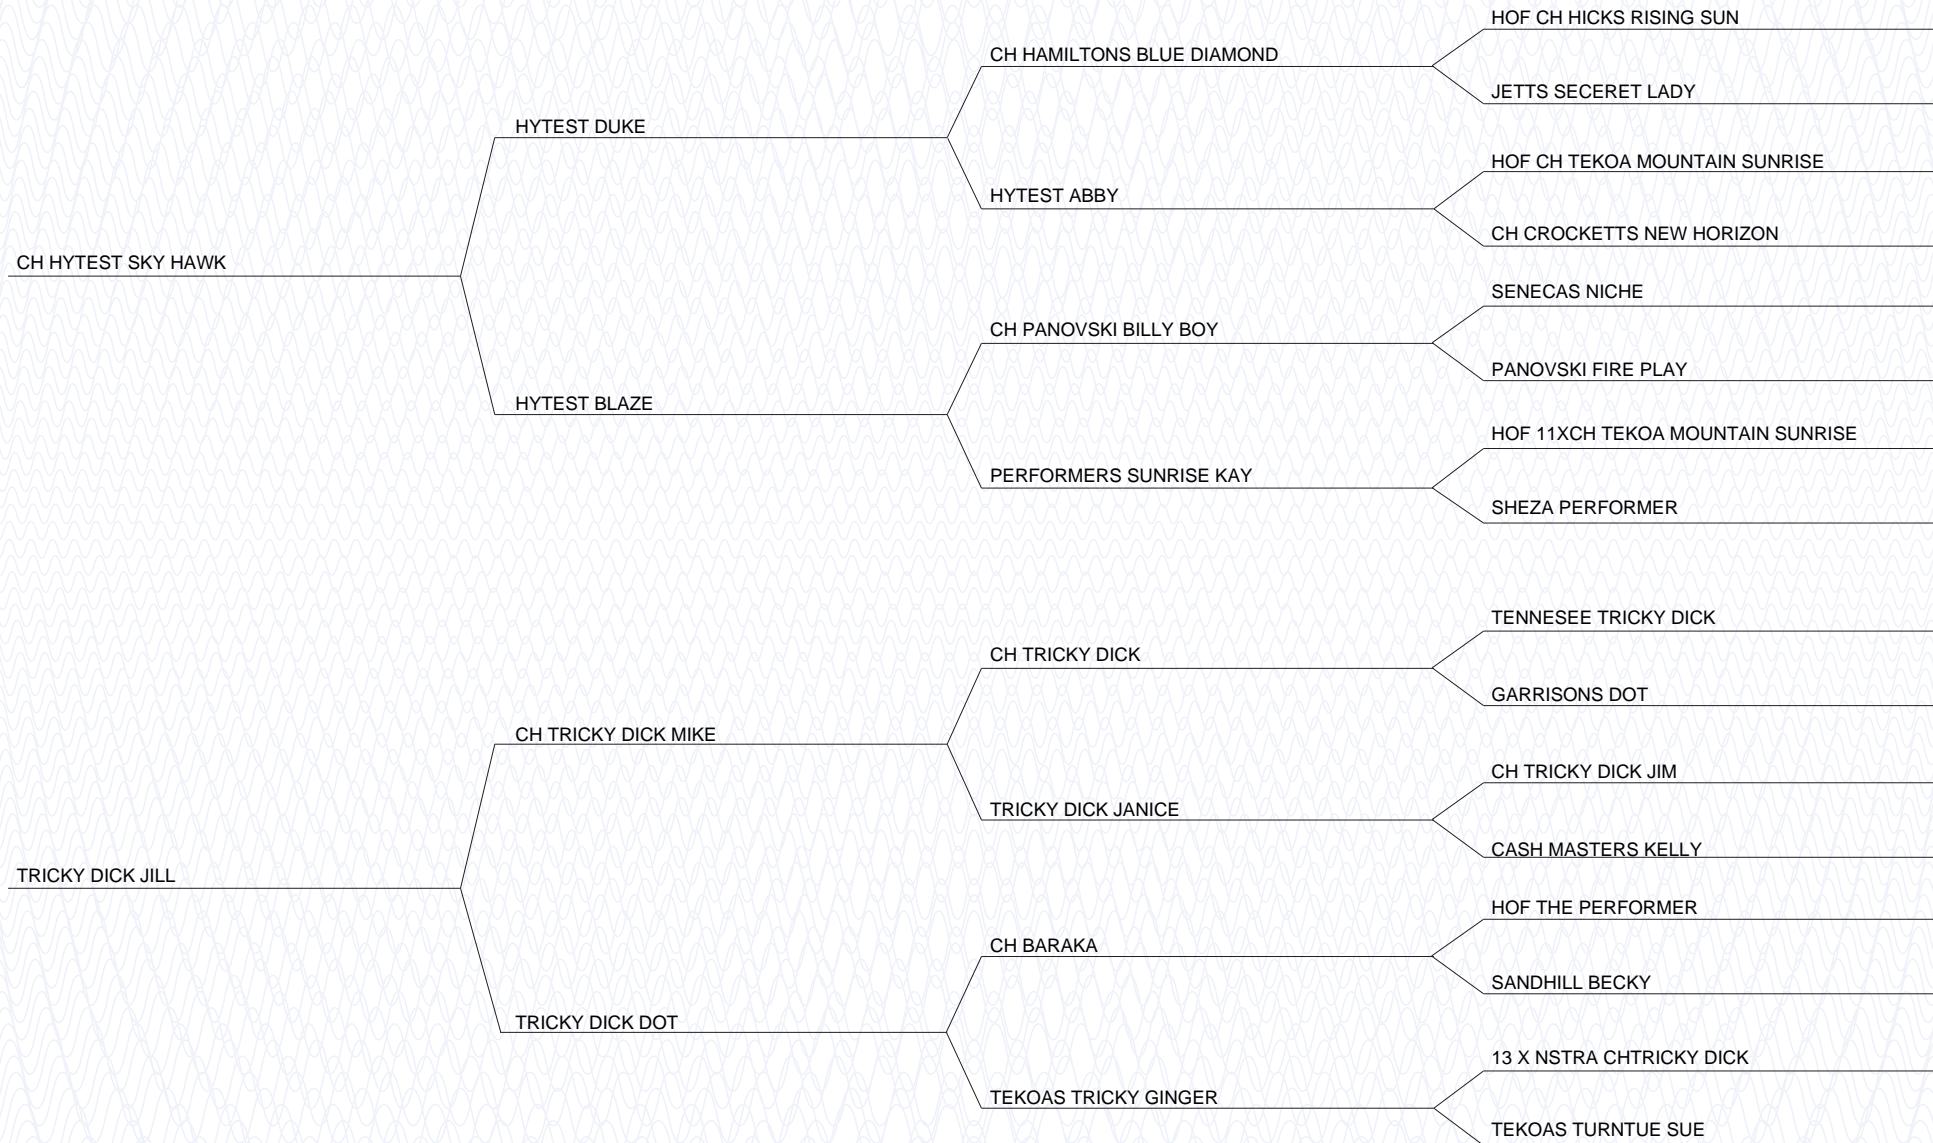 HOF CH HICKS RISING SUN
CH HAMILTONS BLUE DIAMOND
JETTS SECERET LADY
HYTEST DUKE
HOF CH TEKOA MOUNTAIN SUNRISE
HYTEST ABBY
CH CROCKETTS NEW HORIZON
CH HYTEST SKY HAWK
SENECAS NICHE
CH PANOVSKI BILLY BOY
PANOVSKI FIRE PLAY
HYTEST BLAZE
HOF 11XCH TEKOA MOUNTAIN SUNRISE
PERFORMERS SUNRISE KAY
SHEZA PERFORMER
TENNESEE TRICKY DICK
CH TRICKY DICK
GARRISONS DOT
CH TRICKY DICK MIKE
CH TRICKY DICK JIM
TRICKY DICK JANICE
CASH MASTERS KELLY
TRICKY DICK JILL
HOF THE PERFORMER
CH BARAKA
SANDHILL BECKY
TRICKY DICK DOT
13 X NSTRA CHTRICKY DICK
TEKOAS TRICKY GINGER
TEKOAS TURNTUE SUE